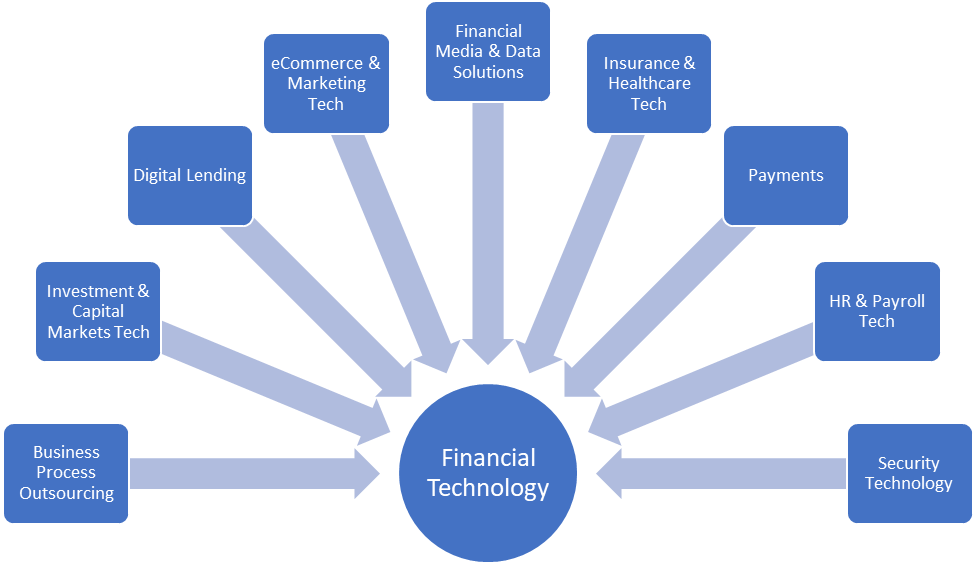 Financial
Media & Data
Solutions
eCommerce &
Marketing
Tech
Insurance &
Healthcare
Tech
Digital Lending
Payments
Investment &
Capital
Markets Tech
HR & Payroll
Tech
Business
Process
Outsourcing
Financial
Technology
Security
Technology